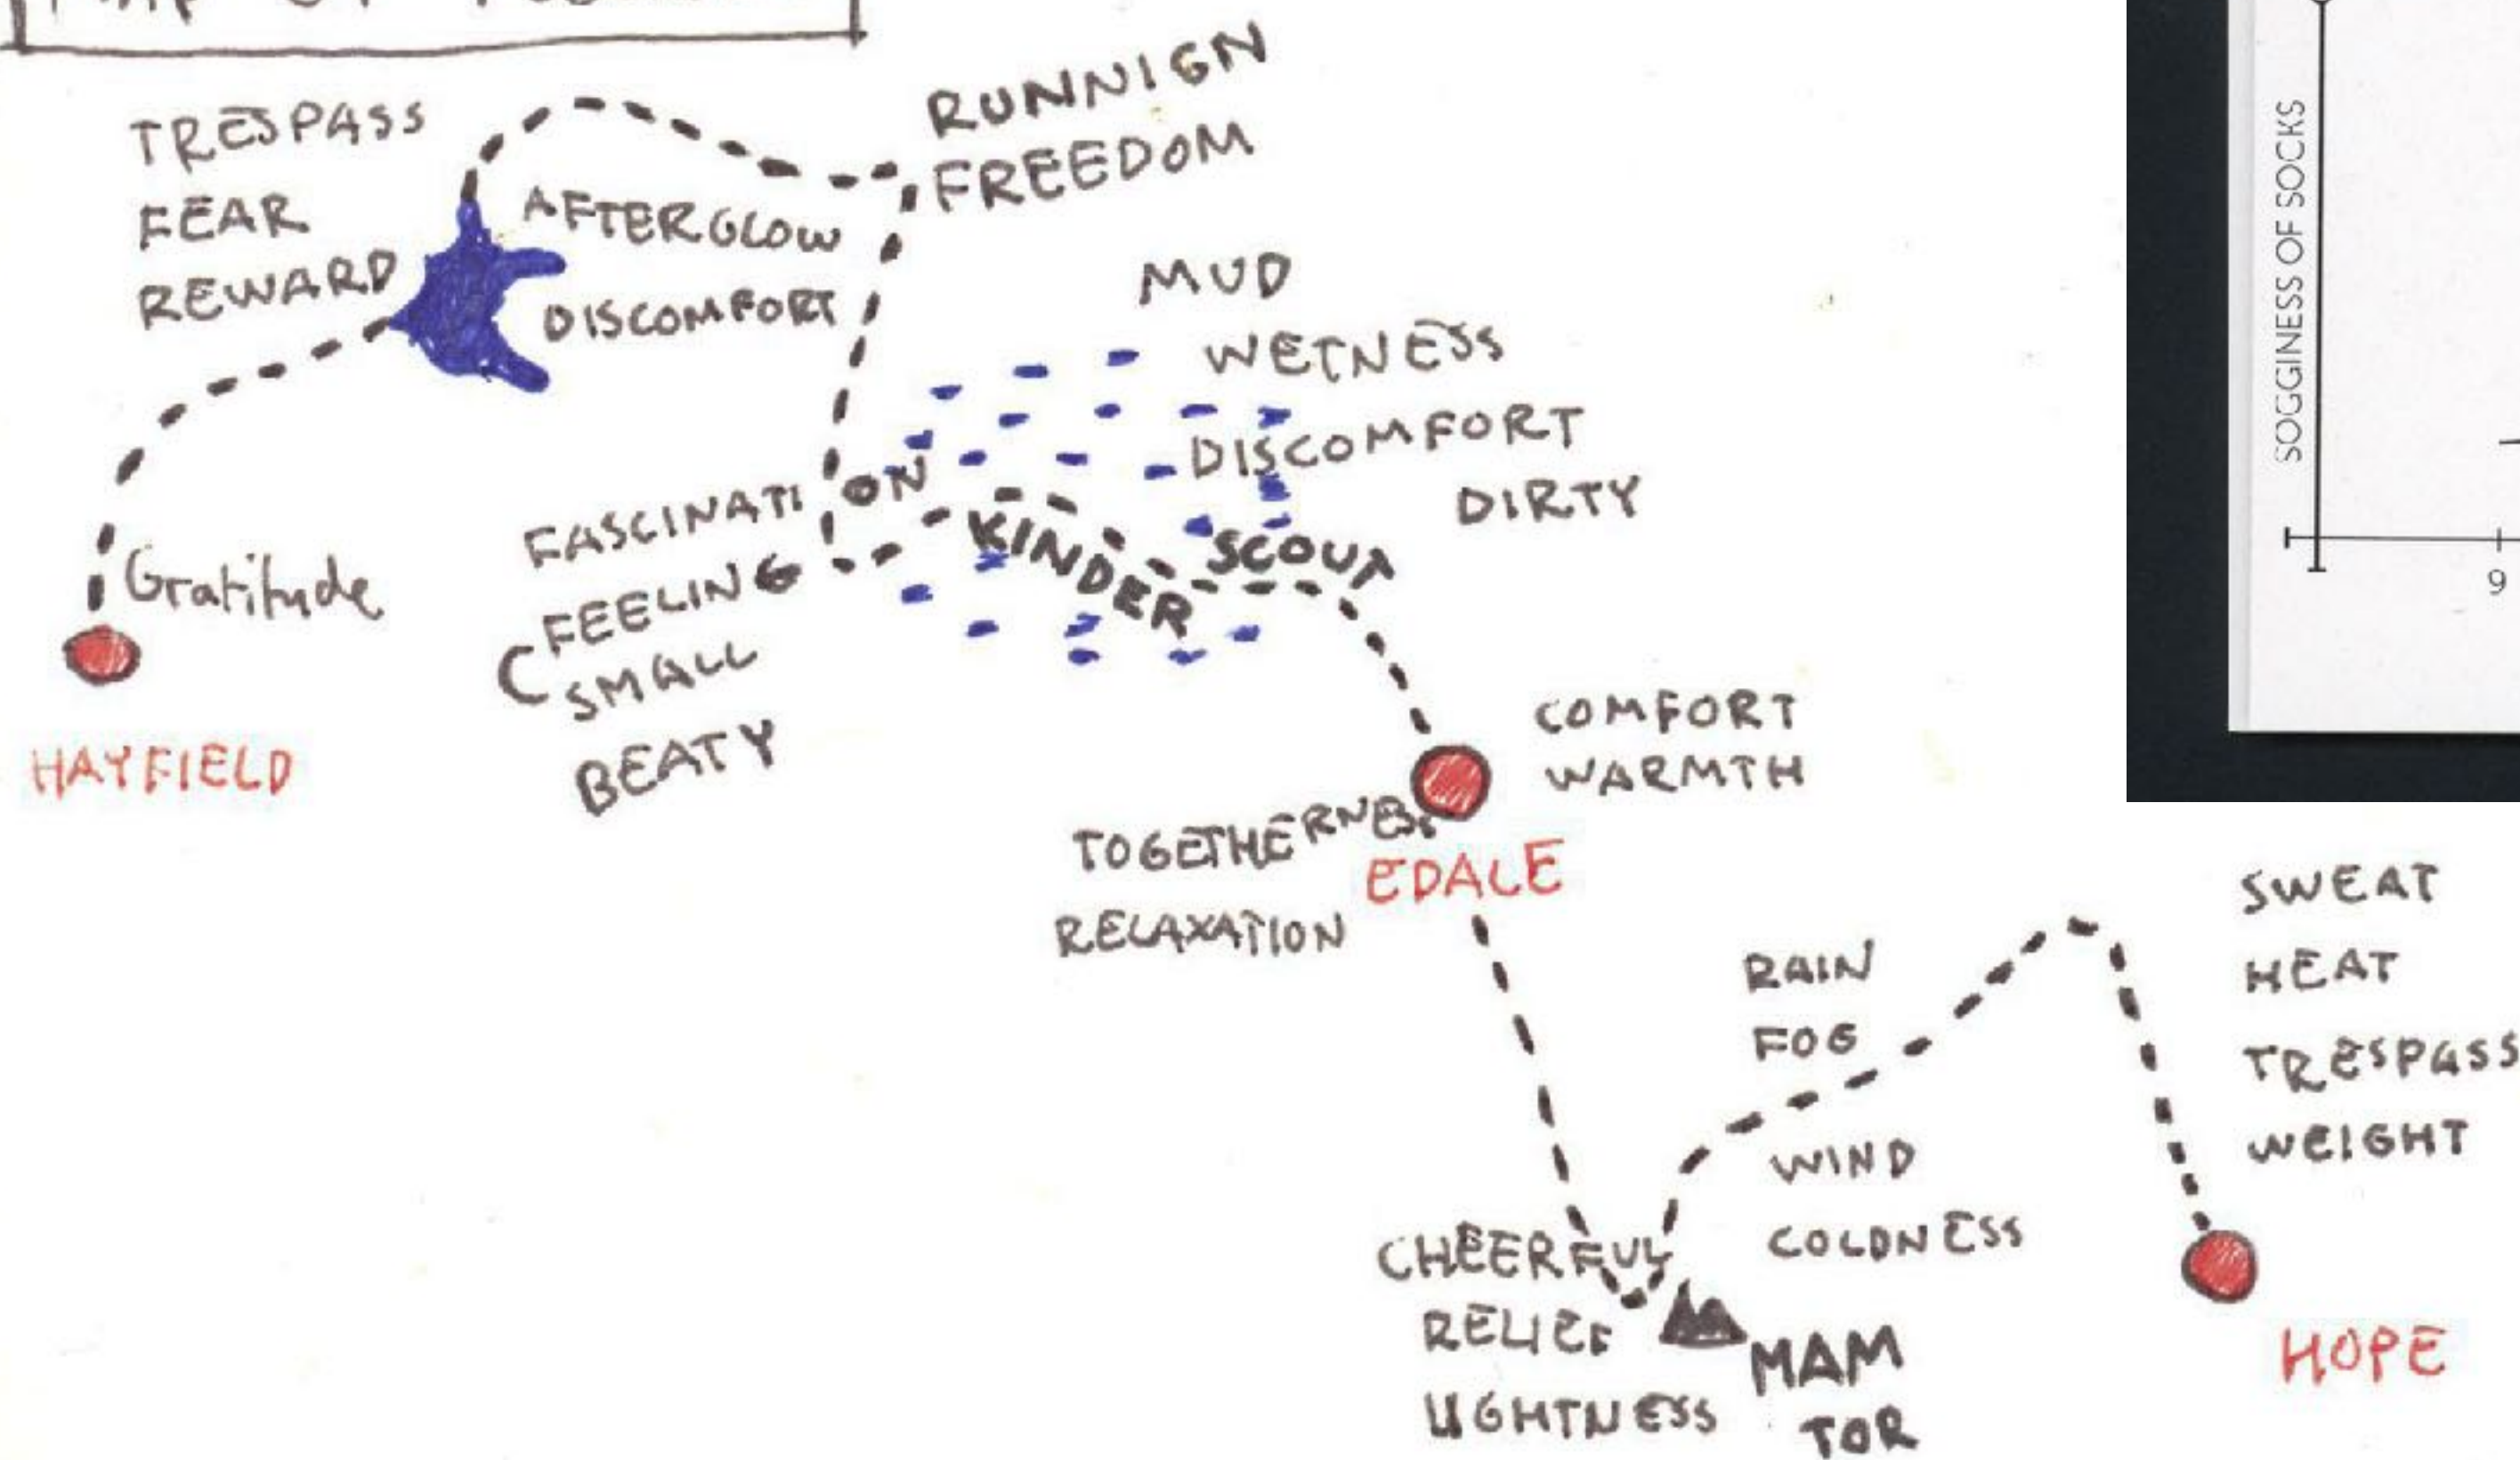 TRESPASS
FEAR
REWARD
AFTERGLOW
DISCOMFORT
RUNNIGN
FREEDOM
MUD
WETNESS
DISCOMFORT
DIRTY
FASCINATION
FEELING
SMALL
BEATY
KINDER
SCOUT
Gratitude
HAYFIELD
COMFORT
WARMTH
TOGETHERNESS
RELAXATION
EDALE
RAIN
FOG
WIND
COLDNESS
CHEERFUL
RELIEF
LIGHTNESS
MAM
TOR
SWEAT
HEAT
TRESPASS
WEIGHT
HOPE
SOGGINESS OF SOCKS
9